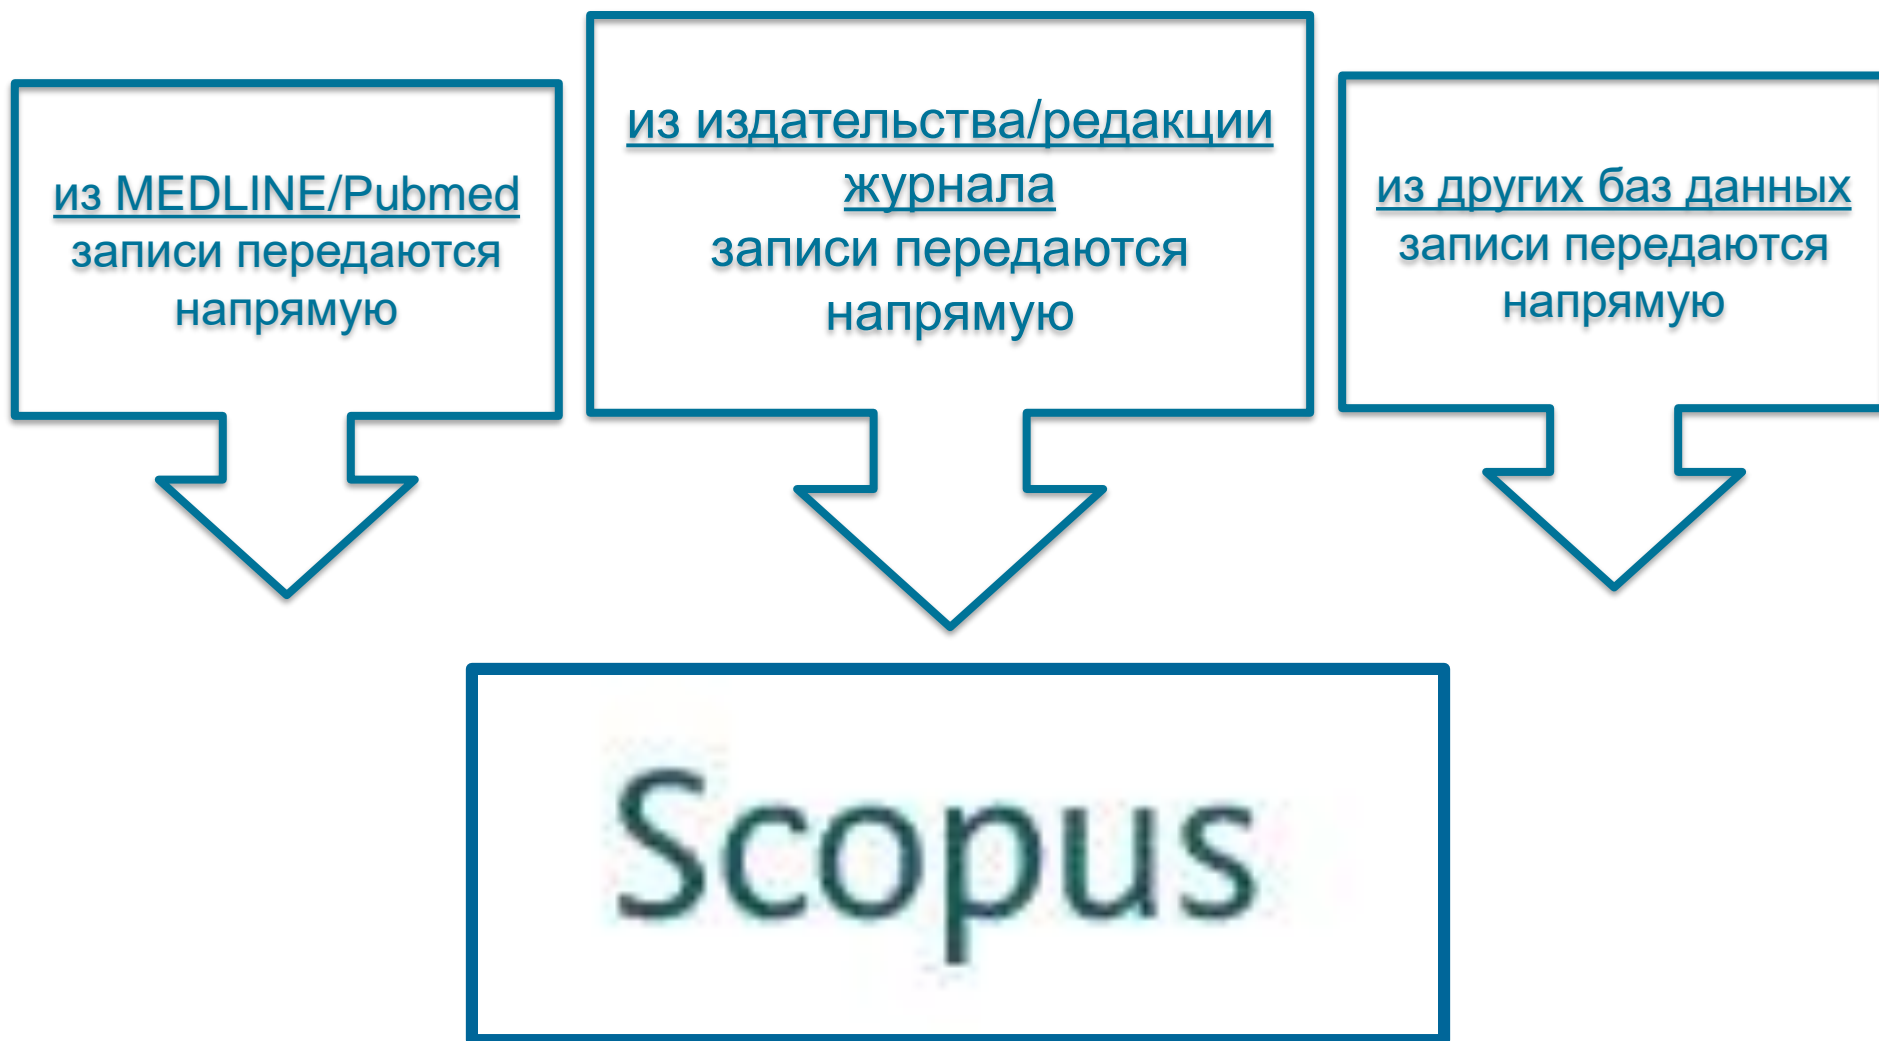 из MEDLINE/Pubmed
записи передаются
напрямую
из издательства/редакции
журнала
записи передаются
напрямую
из других баз данных
записи передаются
напрямую
Scopus